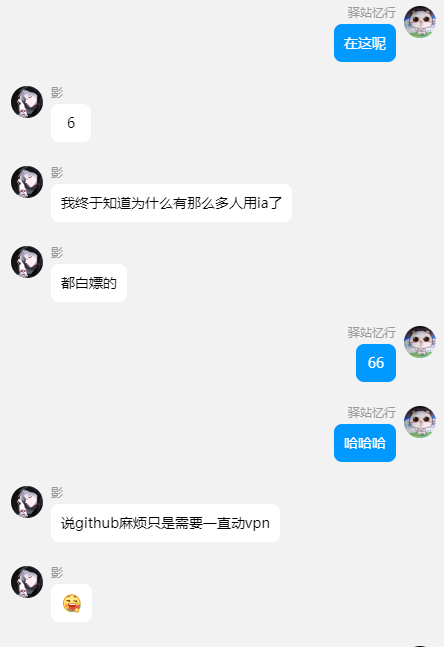 驿站忆行
在这呢
影
6
影
我终于知道为什么有那么多人用ia了
影
都白嫖的
驿站忆行
66
驿站忆行
哈哈哈
影
说github麻烦只是需要一直动vpn
影